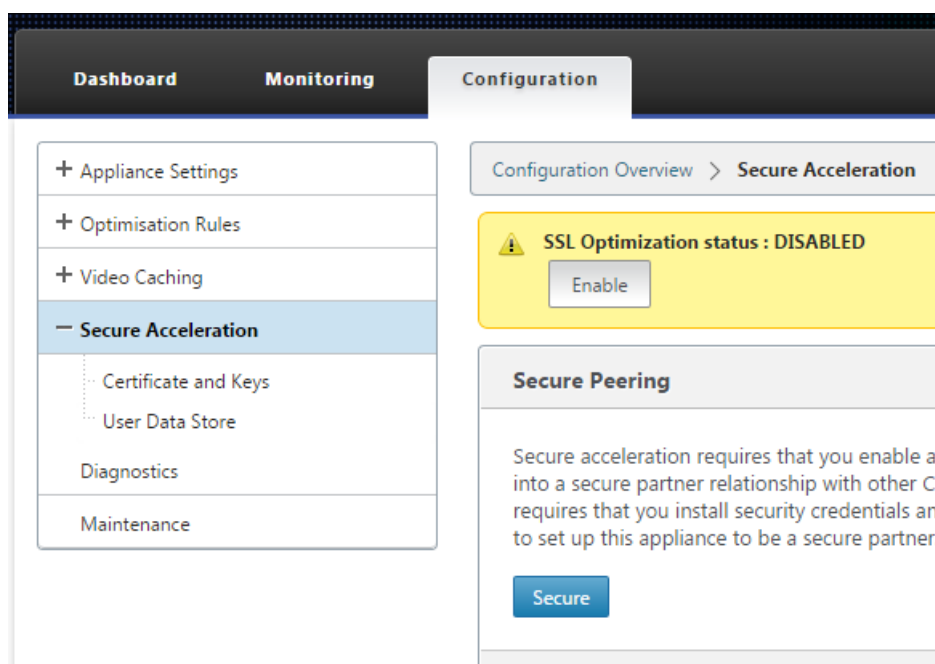 Dashboard Monitoring Configuration
Appliance Settings
Optimisation Rules
Video Caching
Secure Acceleration
Certificate and Keys
User Data Store
Diagnostics
Maintenance
Configuration Overview > Secure Acceleration
SSL Optimization status : DISABLED
Enable
Secure Peering
Secure acceleration requires that you enable a
into a secure partner relationship with other C
requires that you install security credentials an
to set up this appliance to be a secure partner
Secure